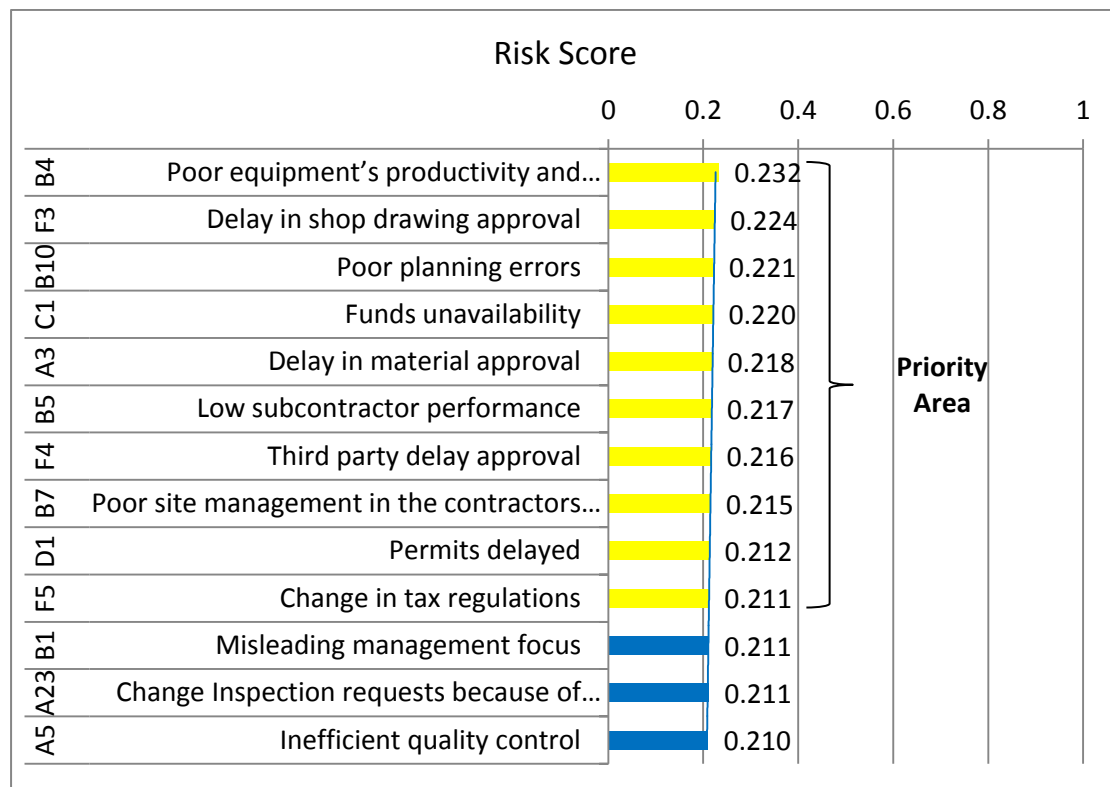 Risk Score
0 0.2 0.4 0.6 0.8 1
B4 Poor equipment’s productivity and... 0.232
F3 Delay in shop drawing approval 0.224
B10 Poor planning errors 0.221
C1 Funds unavailability 0.220
A3 Delay in material approval 0.218
B5 Low subcontractor performance 0.217
F4 Third party delay approval 0.216
B7 Poor site management in the contractors... 0.215
D1 Permits delayed 0.212
F5 Change in tax regulations 0.211
B1 Misleading management focus 0.211
A23 Change Inspection requests because of... 0.211
A5 Inefficient quality control 0.210
Priority
Area